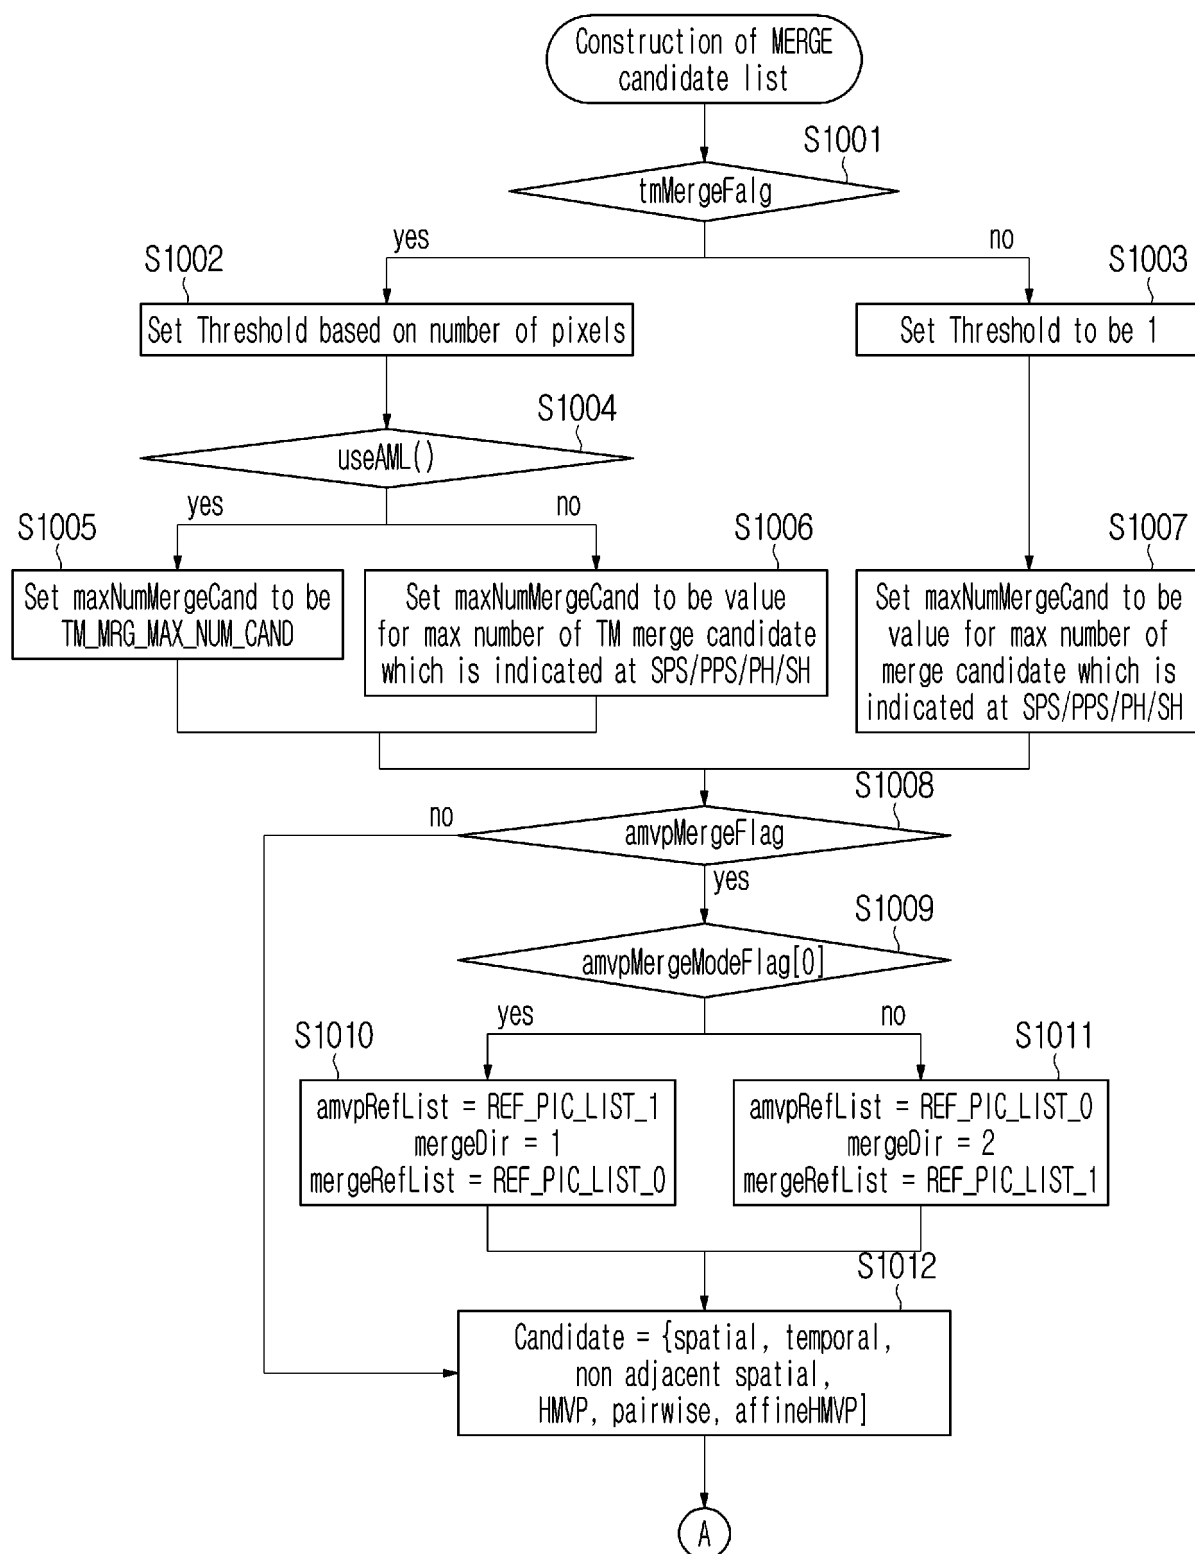 Construction of MERGE
candidate list
S1001
tmMergeFalg
yes
no
S1002
S1003
Set Threshold based on number of pixels
Set Threshold to be 1
S1004
useAML()
yes
no
S1005
S1006
S1007
Set maxNumMergeCand to be
TM_MRG_MAX_NUM_CAND
Set maxNumMergeCand to be value
for max number of TM merge candidate
which is indicated at SPS/PPS/PH/SH
Set maxNumMergeCand to be
value for max number of
merge candidate which is
indicated at SPS/PPS/PH/SH
S1008
no
amvpMergeFlag
yes
S1009
amvpMergeModeFlag[0]
yes
no
S1010
S1011
amvpRefList = REF_PIC_LIST_1
mergeDir = 1
mergeRefList = REF_PIC_LIST_0
amvpRefList = REF_PIC_LIST_0
mergeDir = 2
mergeRefList = REF_PIC_LIST_1
S1012
Candidate = {spatial, temporal,
non adjacent spatial,
HMVP, pairwise, affineHMVP]
A